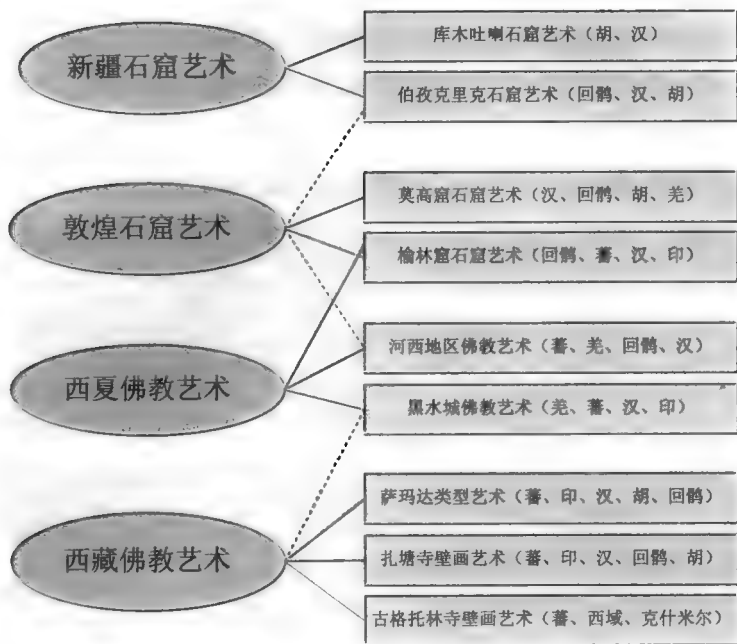 新疆石窟艺术
库木吐喇石窟艺术（胡、汉）
伯孜克里克石窟艺术（回鹘、汉、胡）
敦煌石窟艺术
莫高窟石窟艺术（汉、回鹘、胡、羌）
榆林窟石窟艺术（回鹘、蕃、汉、印）
西夏佛教艺术
河西地区佛教艺术（蕃、羌、回鹘、汉）
黑水城佛教艺术（羌、蕃、汉、印）
西藏佛教艺术
萨玛达类型艺术（蕃、印、汉、胡、回鹘）
扎塘寺壁画艺术（蕃、印、汉、回鹘、胡）
古格托林寺壁画艺术（蕃、西域、克什米尔）